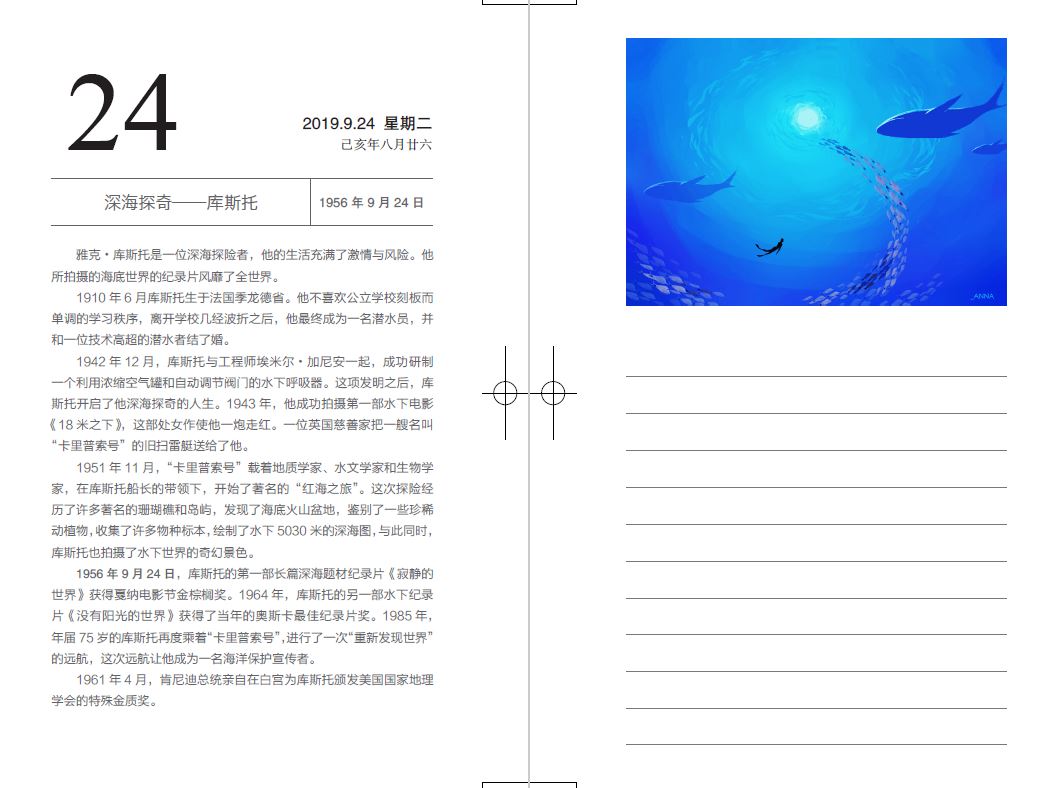 24
2019.9.24 星期二
己亥年八月廿六
深海探奇——库斯托
1956 年 9 月 24 日
雅克·库斯托是一位深海探险者，他的生活充满了激情与风险。他
所拍摄的海底世界的纪录片风靡了全世界。
1910 年 6 月库斯托生于法国季龙德省。他不喜欢公立学校刻板而
单调的学习秩序，离开学校几经波折之后，他最终成为一名潜水员，并
和一位技术高超的潜水者结了婚。
1942 年 12 月，库斯托与工程师埃米尔·加尼安一起，成功研制
一个利用浓缩空气罐和自动调节阀门的水下呼吸器。这项发明之后，库
斯托开启了他深海探奇的人生。1943 年，他成功拍摄第一部水下电影
《18 米之下》，这部处女作使他一炮走红。一位英国慈善家把一艘名叫
“卡里普索号”的旧扫雷艇送给了他。
1951 年 11 月，“卡里普索号”载着地质学家、水文学家和生物学
家，在库斯托船长的带领下，开始了著名的“红海之旅”。这次探险经
历了许多著名的珊瑚礁和岛屿，发现了海底火山盆地，鉴别了一些珍稀
动植物，收集了许多物种标本，绘制了水下 5030 米的深海图，与此同时，
库斯托也拍摄了水下世界的奇幻景色。
1956 年 9 月 24 日，库斯托的第一部长篇深海题材纪录片《寂静的
世界》获得戛纳电影节金棕榈奖。1964 年，库斯托的另一部水下纪录
片《没有阳光的世界》获得了当年的奥斯卡最佳纪录片奖。1985 年，
年届 75 岁的库斯托再度乘着“卡里普索号”，进行了一次“重新发现世界”
的远航，这次远航让他成为一名海洋保护宣传者。
1961 年 4 月，肯尼迪总统亲自在白宫为库斯托颁发美国国家地理
学会的特殊金质奖。
_ANNA